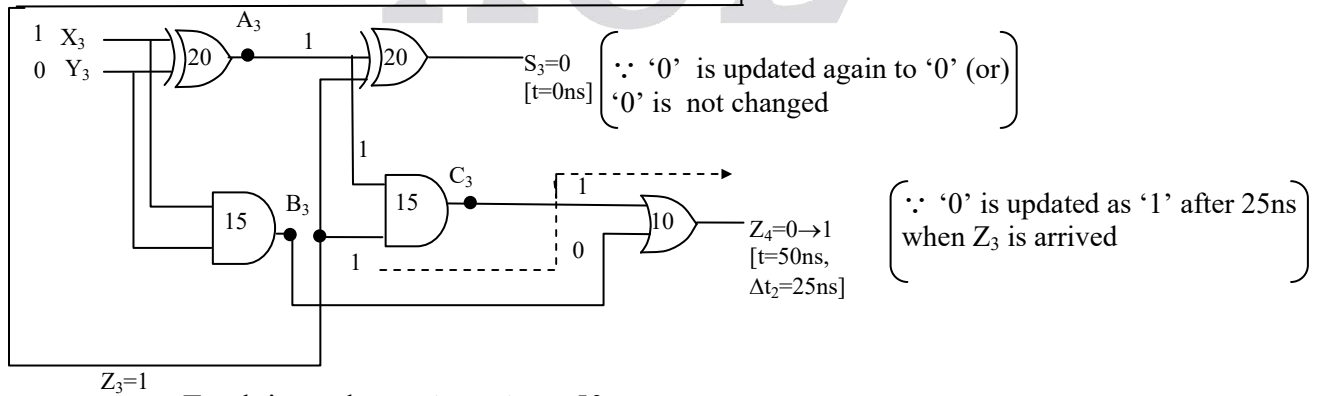 1 X₃
0 Y₃
20
A₃
1
20
S₃=0
[t=0ns]
∵ ‘0’ is updated again to ‘0’ (or)
‘0’ is not changed
1
15
B₃
15
C₃
1
1
0
10
Z₄=0→1
[t=50ns,
Δt₂=25ns]
∵ ‘0’ is updated as ‘1’ after 25ns
when Z₃ is arrived
Z₃=1